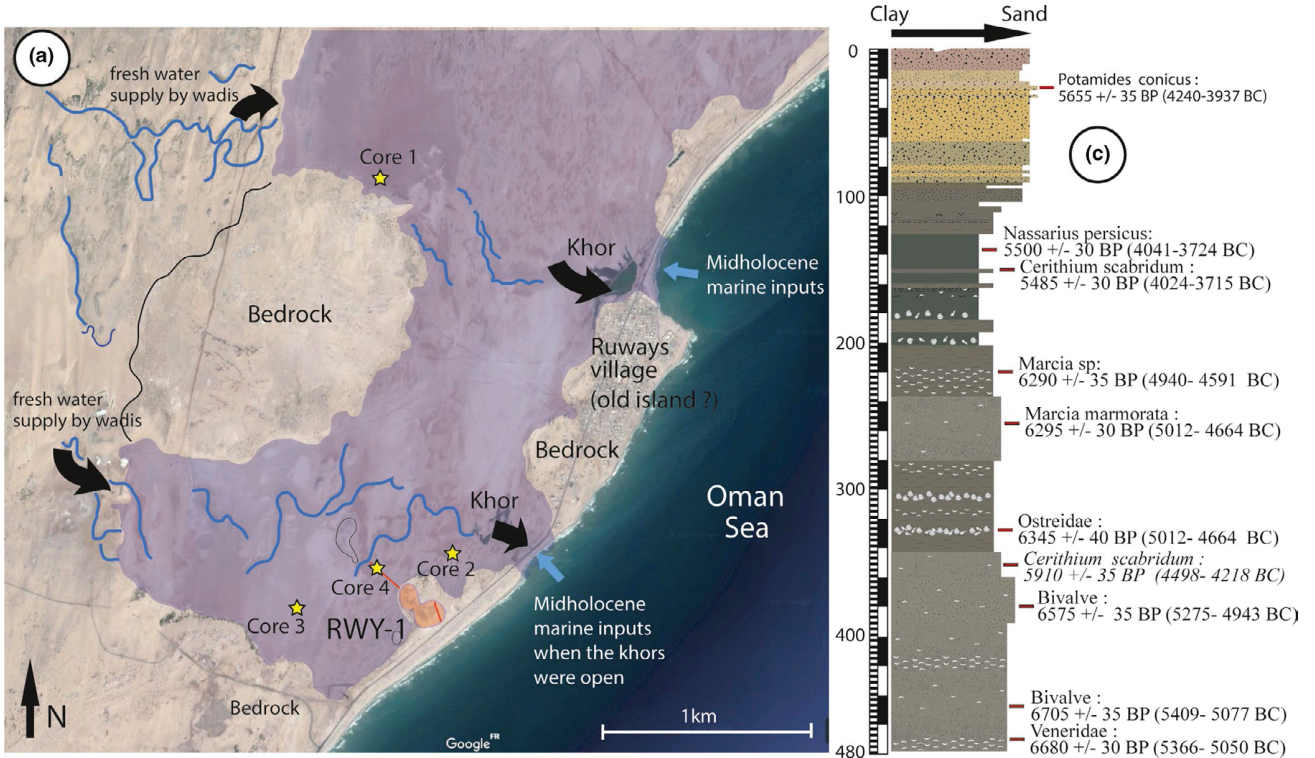 (a)
fresh water
supply by wadis
Core 1
Khor
Midholocene
marine inputs
Bedrock
Ruways
village
(old island ?)
fresh water
supply by wadis
Bedrock
Khor
Oman
Sea
Core 2
Core 4
Core 3
RWY-1
Midholocene
marine inputs
when the khors
were open
N
Bedrock
1km
Google FR
Clay
Sand
(c)
0
100
200
300
400
480
Potamides conicus :
5655 +/- 35 BP (4240-3937 BC)
Nassarius persicus:
5500 +/- 30 BP (4041-3724 BC)
Cerithium scabridum :
5485 +/- 30 BP (4024-3715 BC)
Marcia sp:
6290 +/- 35 BP (4940- 4591 BC)
Marcia marmorata :
6295 +/- 30 BP (5012- 4664 BC)
Ostreidae :
6345 +/- 40 BP (5012- 4664 BC)
Cerithium scabridum :
5910 +/- 35 BP (4498- 4218 BC)
Bivalve :
6575 +/- 35 BP (5275- 4943 BC)
Bivalve :
6705 +/- 35 BP (5409- 5077 BC)
Veneridae :
6680 +/- 30 BP (5366- 5050 BC)